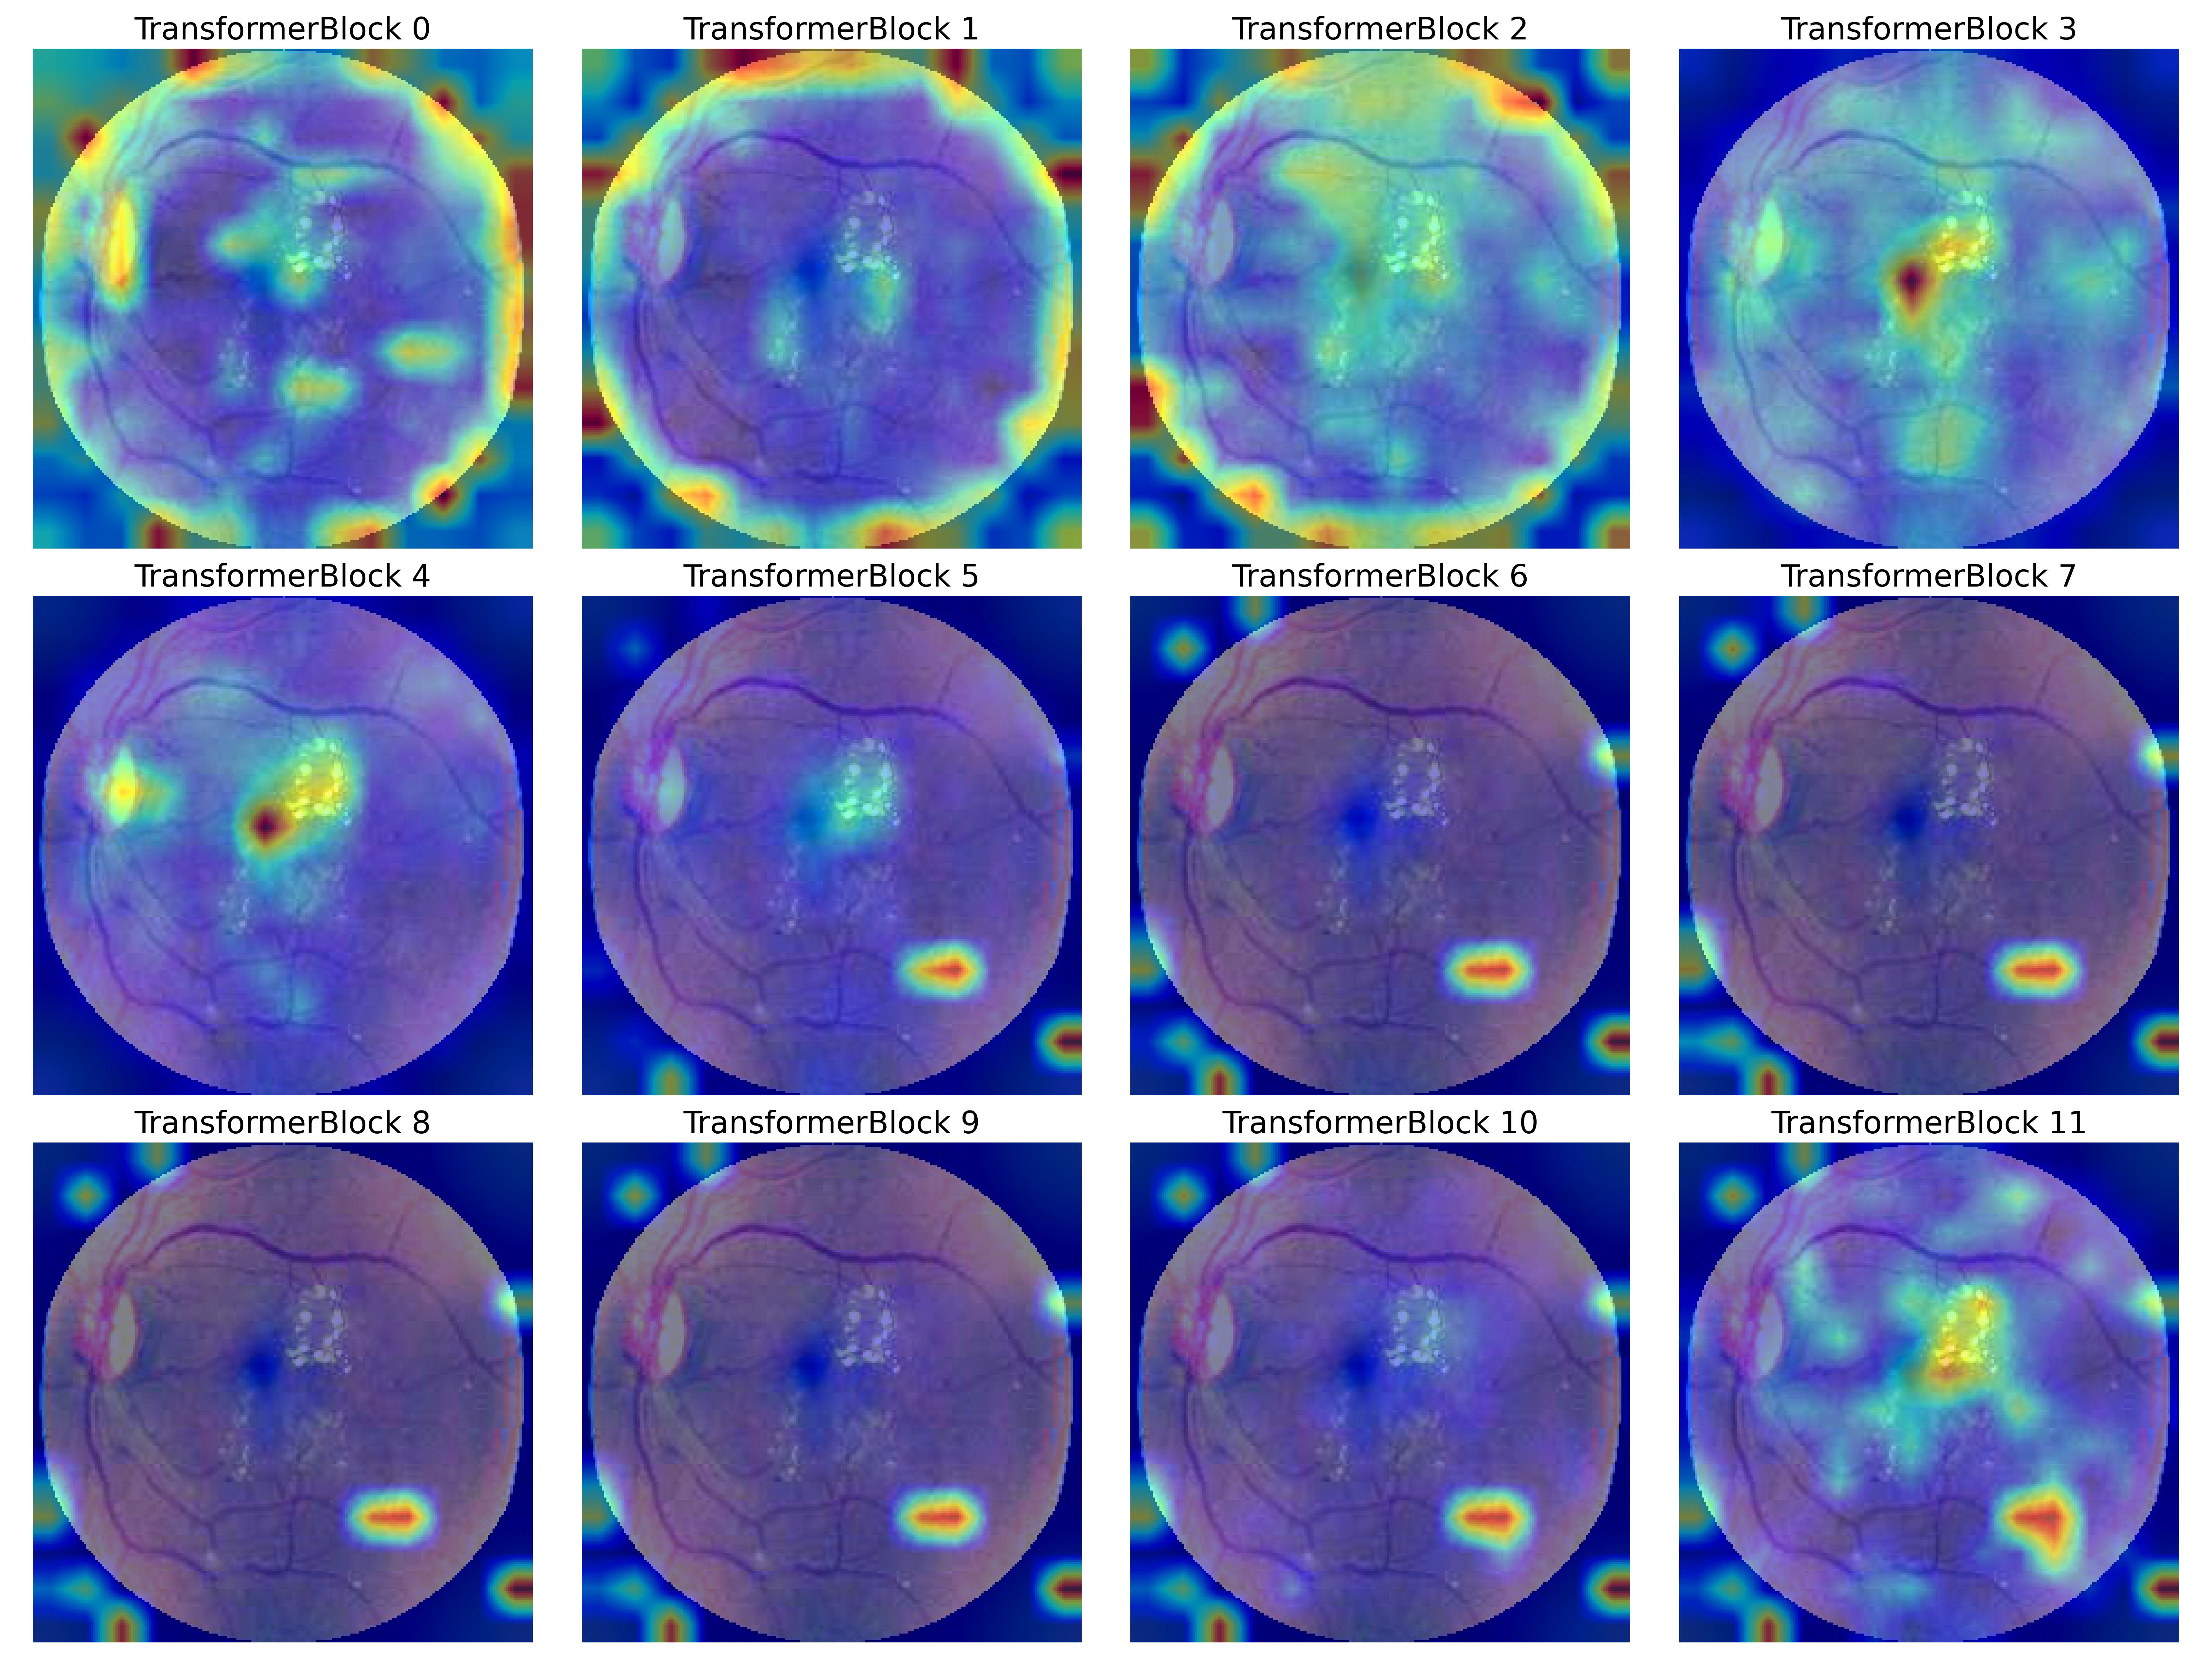 TransformerBlock 0
TransformerBlock 1
TransformerBlock 2
TransformerBlock 3
TransformerBlock 4
TransformerBlock 5
TransformerBlock 6
TransformerBlock 7
TransformerBlock 8
TransformerBlock 9
TransformerBlock 10
TransformerBlock 11